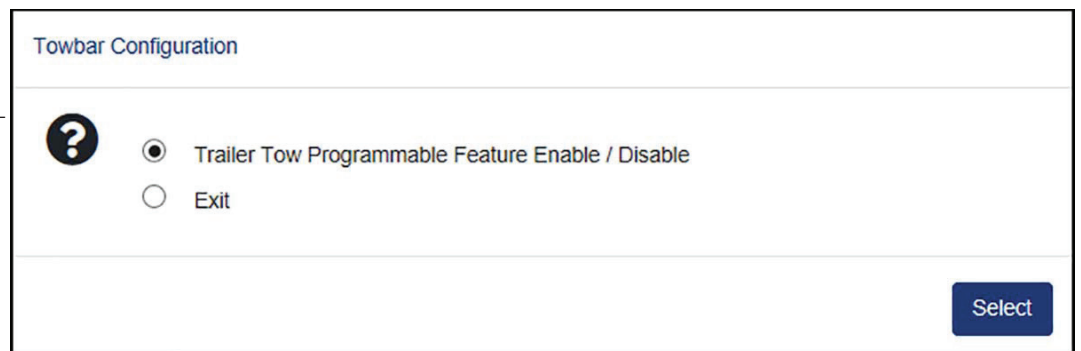 Towbar Configuration
Trailer Tow Programmable Feature Enable / Disable
Exit
Select